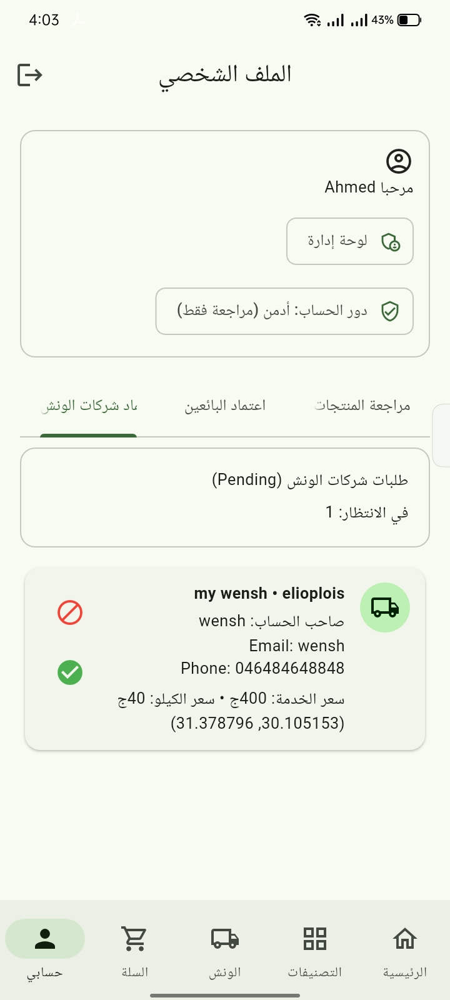 4:03
43%
الملف الشخصي
مرحبا Ahmed
لوحة إدارة
دور الحساب: أدمن (مراجعة فقط)
مراجعة المنتجات
اعتماد البائعين
ماد شركات الونش
طلبات شركات الونش (Pending)
في الانتظار: 1
my wensh • elioplois
صاحب الحساب: wensh
Email: wensh
Phone: 046484648848
سعر الخدمة: 400ج • سعر الكيلو: 40ج
(30.105153, 31.378796)
الرئيسية
التصنيفات
الونش
السلة
حسابي